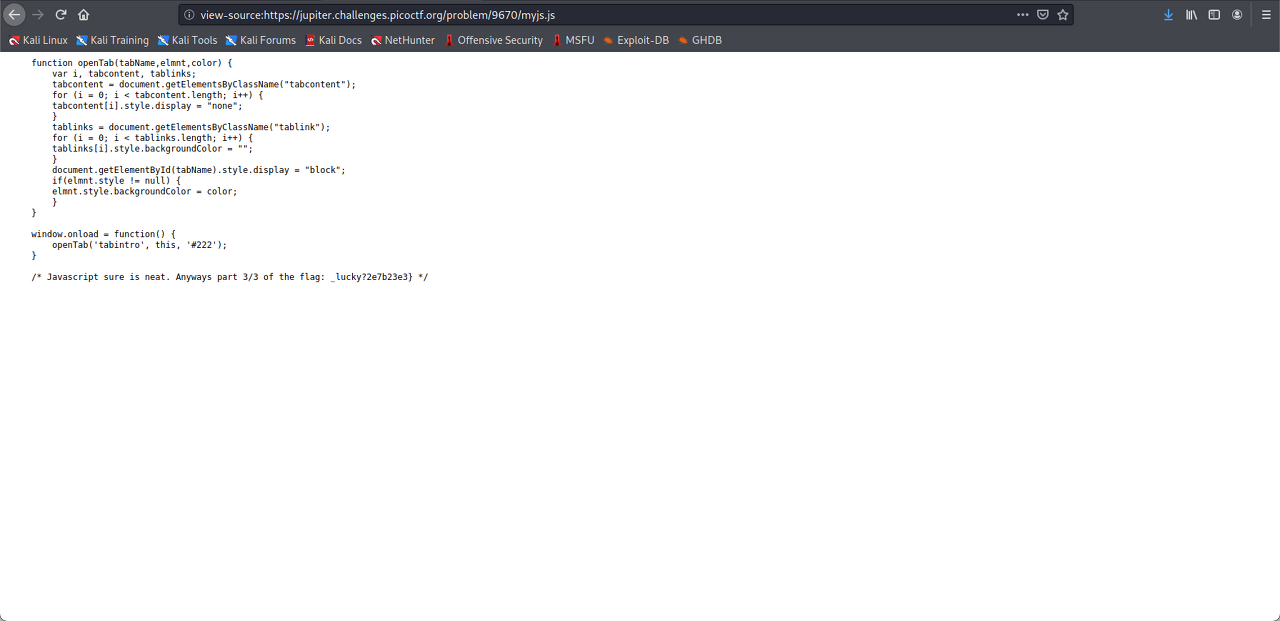 view-source:https://jupiter.challenges.picoctf.org/problem/9670/myjs.js
Kali Linux Kali Training Kali Tools Kali Forums Kali Docs NetHunter Offensive Security MSFU Exploit-DB GHDB
function openTab(tabName,elmnt,color) {
    var i, tabcontent, tablinks;
    tabcontent = document.getElementsByClassName("tabcontent");
    for (i = 0; i < tabcontent.length; i++) {
    tabcontent[i].style.display = "none";
    }
    tablinks = document.getElementsByClassName("tablink");
    for (i = 0; i < tablinks.length; i++) {
    tablinks[i].style.backgroundColor = "";
    }
    document.getElementById(tabName).style.display = "block";
    if(elmnt.style != null) {
    elmnt.style.backgroundColor = color;
    }
}
window.onload = function() {
    openTab('tabintro', this, '#222');
}
/* Javascript sure is neat. Anyways part 3/3 of the flag: _lucky?2e7b23e3} */